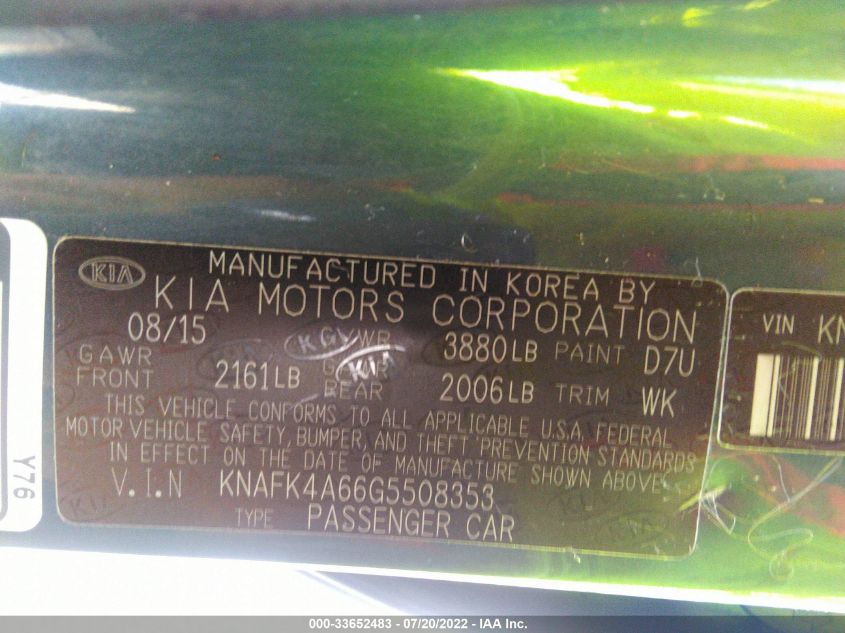 KIA
MANUFACTURED IN KOREA BY
KIA MOTORS CORPORATION
08/15 GVWR 3880LB PAINT D7U
GAWR FRONT 2161LB GAWR REAR 2006LB TRIM WK
THIS VEHICLE CONFORMS TO ALL APPLICABLE U.S.A. FEDERAL
MOTOR VEHICLE SAFETY, BUMPER, AND THEFT PREVENTION STANDARDS
IN EFFECT ON THE DATE OF MANUFACTURE SHOWN ABOVE.
V.I.N KNAFK4A66G5508353
TYPE PASSENGER CAR
Y76
VIN KN
000-33652483 - 07/20/2022 - IAA Inc.